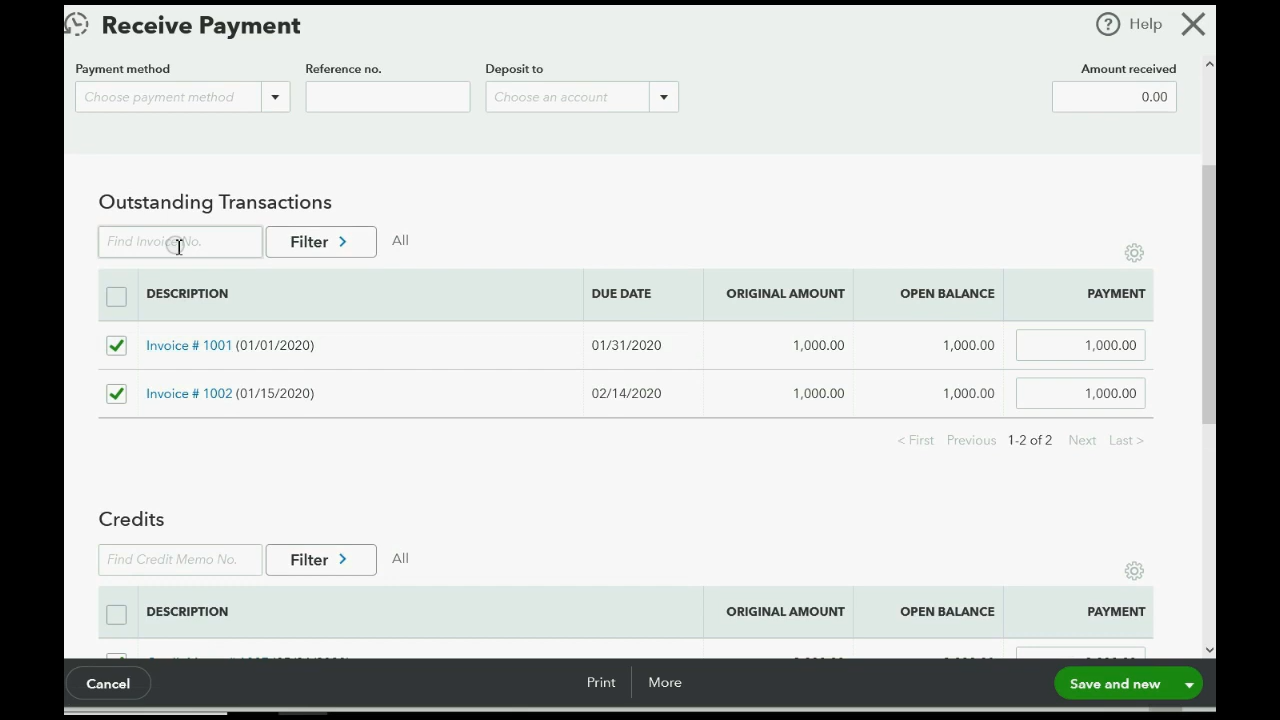 Receive Payment
Help
Payment method
Reference no.
Deposit to
Amount received
Choose payment method
Choose an account
0.00
Outstanding Transactions
Find Invoice No.
Filter
All
DESCRIPTION DUE DATE ORIGINAL AMOUNT OPEN BALANCE PAYMENT
Invoice # 1001 (01/01/2020) 01/31/2020 1,000.00 1,000.00 1,000.00
Invoice # 1002 (01/15/2020) 02/14/2020 1,000.00 1,000.00 1,000.00
< First Previous 1-2 of 2 Next Last >
Credits
Find Credit Memo No.
Filter
All
DESCRIPTION ORIGINAL AMOUNT OPEN BALANCE PAYMENT
Cancel
Print
More
Save and new